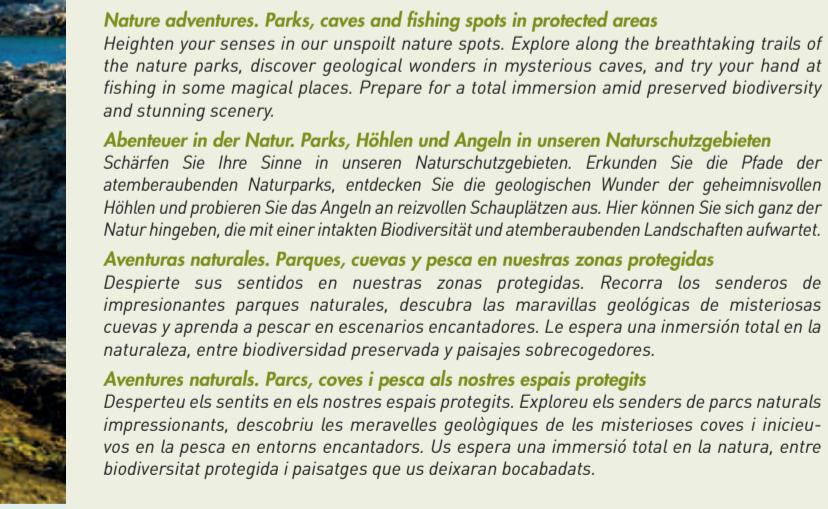 Nature adventures. Parks, caves and fishing spots in protected areas
Heighten your senses in our unspoilt nature spots. Explore along the breathtaking trails of
the nature parks, discover geological wonders in mysterious caves, and try your hand at
fishing in some magical places. Prepare for a total immersion amid preserved biodiversity
and stunning scenery.
Abenteuer in der Natur. Parks, Höhlen und Angeln in unseren Naturschutzgebieten
Schärfen Sie Ihre Sinne in unseren Naturschutzgebieten. Erkunden Sie die Pfade der
atemberaubenden Naturparks, entdecken Sie die geologischen Wunder der geheimnisvollen
Höhlen und probieren Sie das Angeln an reizvollen Schauplätzen aus. Hier können Sie sich ganz der
Natur hingeben, die mit einer intakten Biodiversität und atemberaubenden Landschaften aufwartet.
Aventuras naturales. Parques, cuevas y pesca en nuestras zonas protegidas
Despierte sus sentidos en nuestras zonas protegidas. Recorra los senderos de
impresionantes parques naturales, descubra las maravillas geológicas de misteriosas
cuevas y aprenda a pescar en escenarios encantadores. Le espera una inmersión total en la
naturaleza, entre biodiversidad preservada y paisajes sobrecogedores.
Aventures naturals. Parcs, coves i pesca als nostres espais protegits
Desperteu els sentits en els nostres espais protegits. Exploreu els senders de parcs naturals
impressionants, descobriu les meravelles geològiques de les misterioses coves i inicieu-
vos en la pesca en entorns encantadors. Us espera una immersió total en la natura, entre
biodiversitat protegida i paisatges que us deixaran bocabadats.